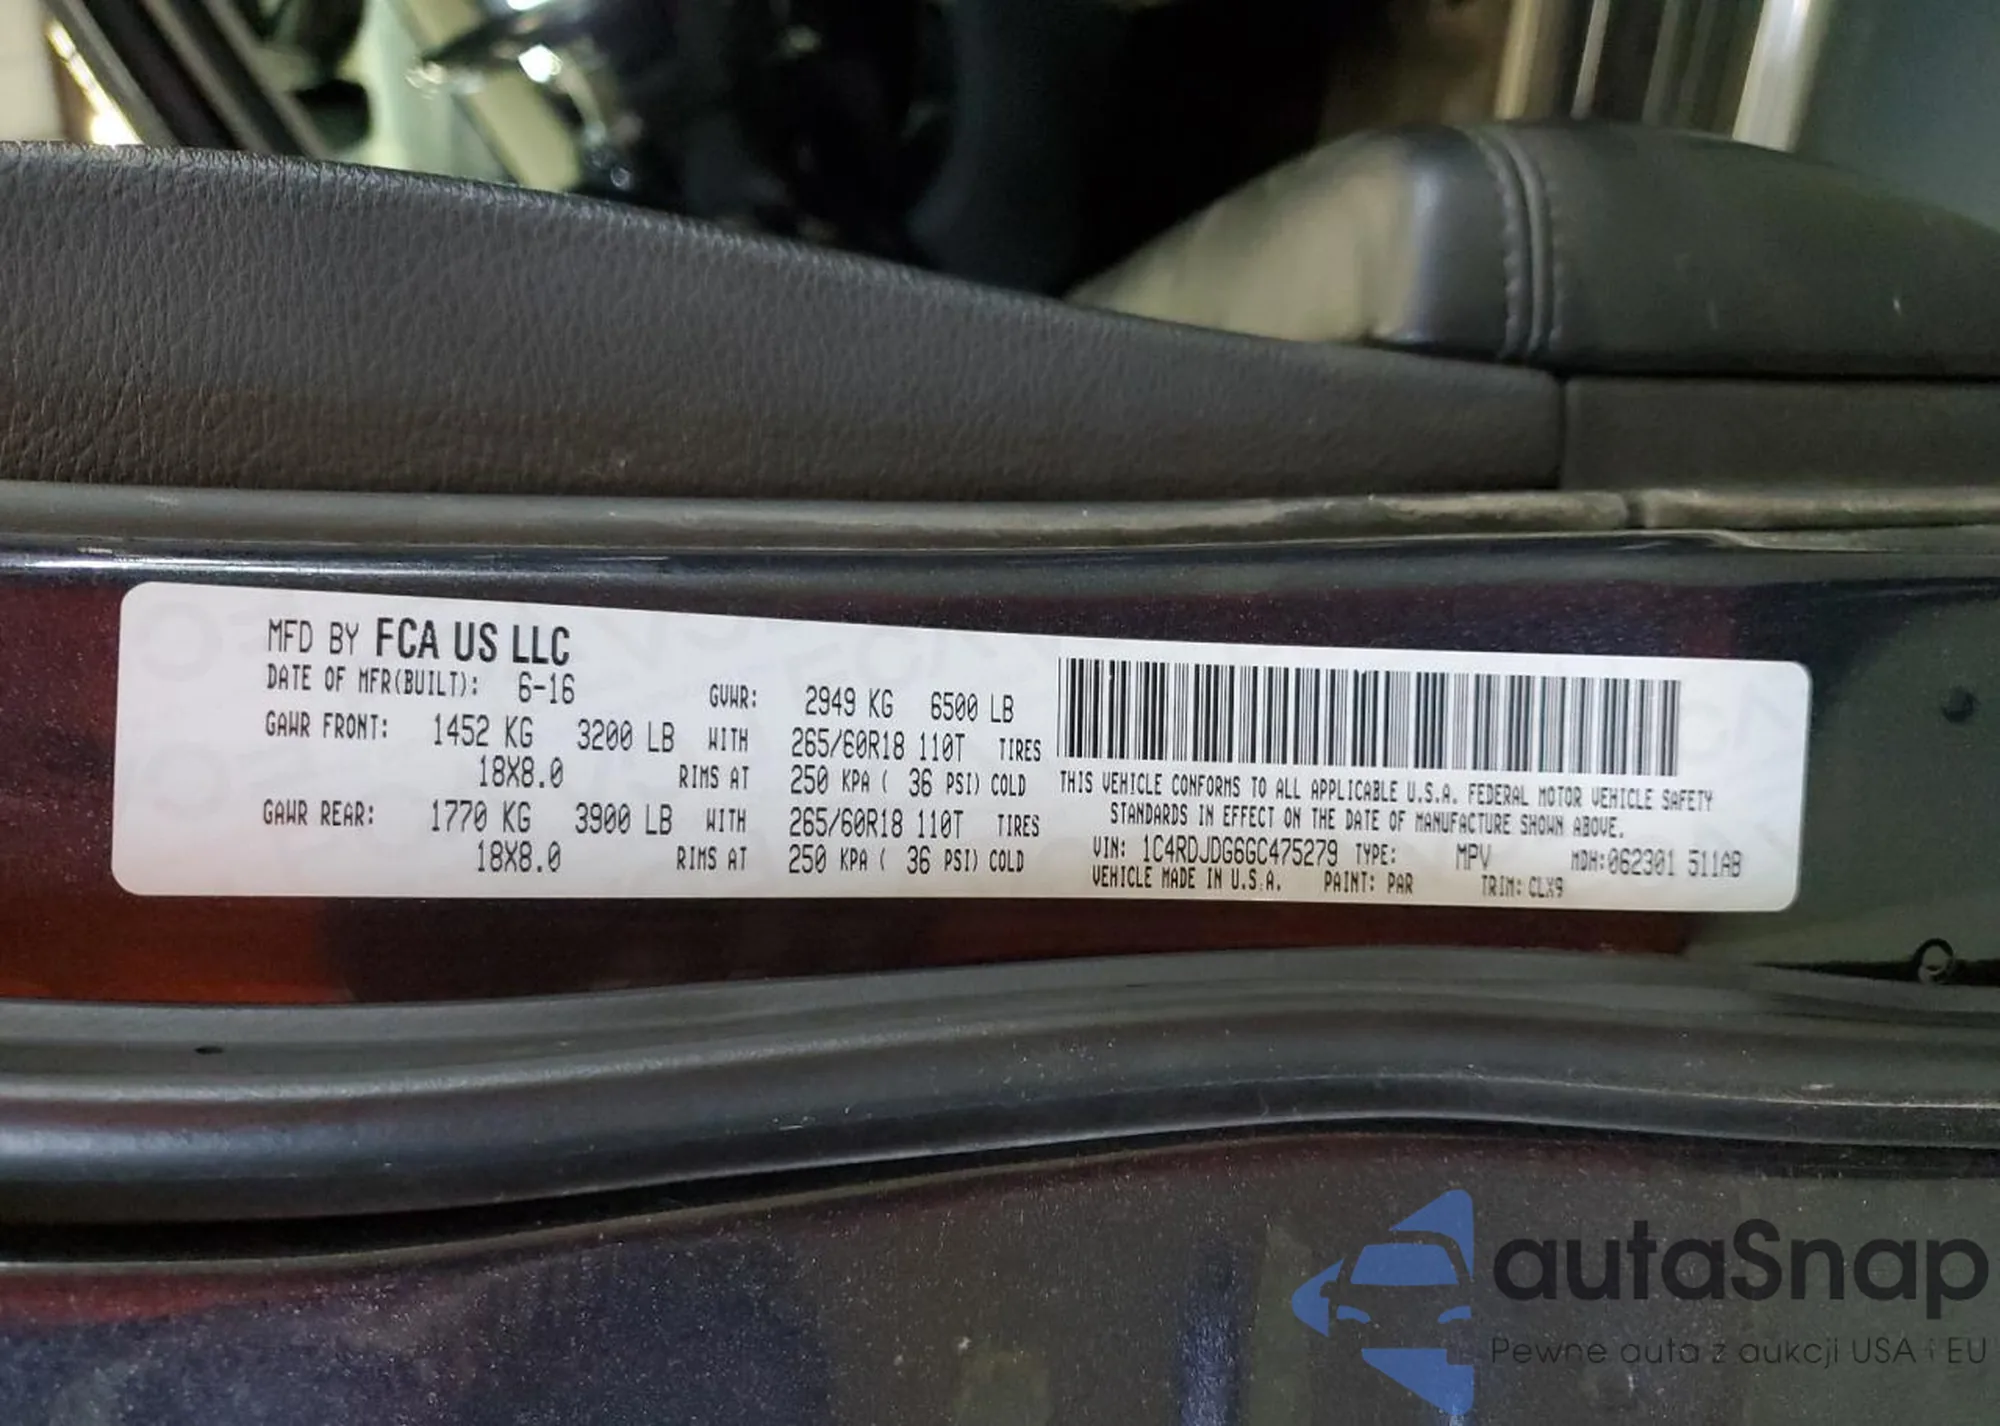 MFD BY FCA US LLC
DATE OF MFR(BUILT): 6-16 GVWR: 2949 KG 6500 LB
GAWR FRONT: 1452 KG 3200 LB WITH 265/60R18 110T TIRES
18X8.0 RIMS AT 250 KPA ( 36 PSI) COLD
GAWR REAR: 1770 KG 3900 LB WITH 265/60R18 110T TIRES
18X8.0 RIMS AT 250 KPA ( 36 PSI) COLD
THIS VEHICLE CONFORMS TO ALL APPLICABLE U.S.A. FEDERAL MOTOR VEHICLE SAFETY
STANDARDS IN EFFECT ON THE DATE OF MANUFACTURE SHOWN ABOVE.
VIN: 1C4RDJDG6GC475279 TYPE: MPV MDH:062301 511AB
VEHICLE MADE IN U.S.A. PAINT: PAR TRIM: CLX9
autaSnap
Pewne auta z aukcji USA i EU